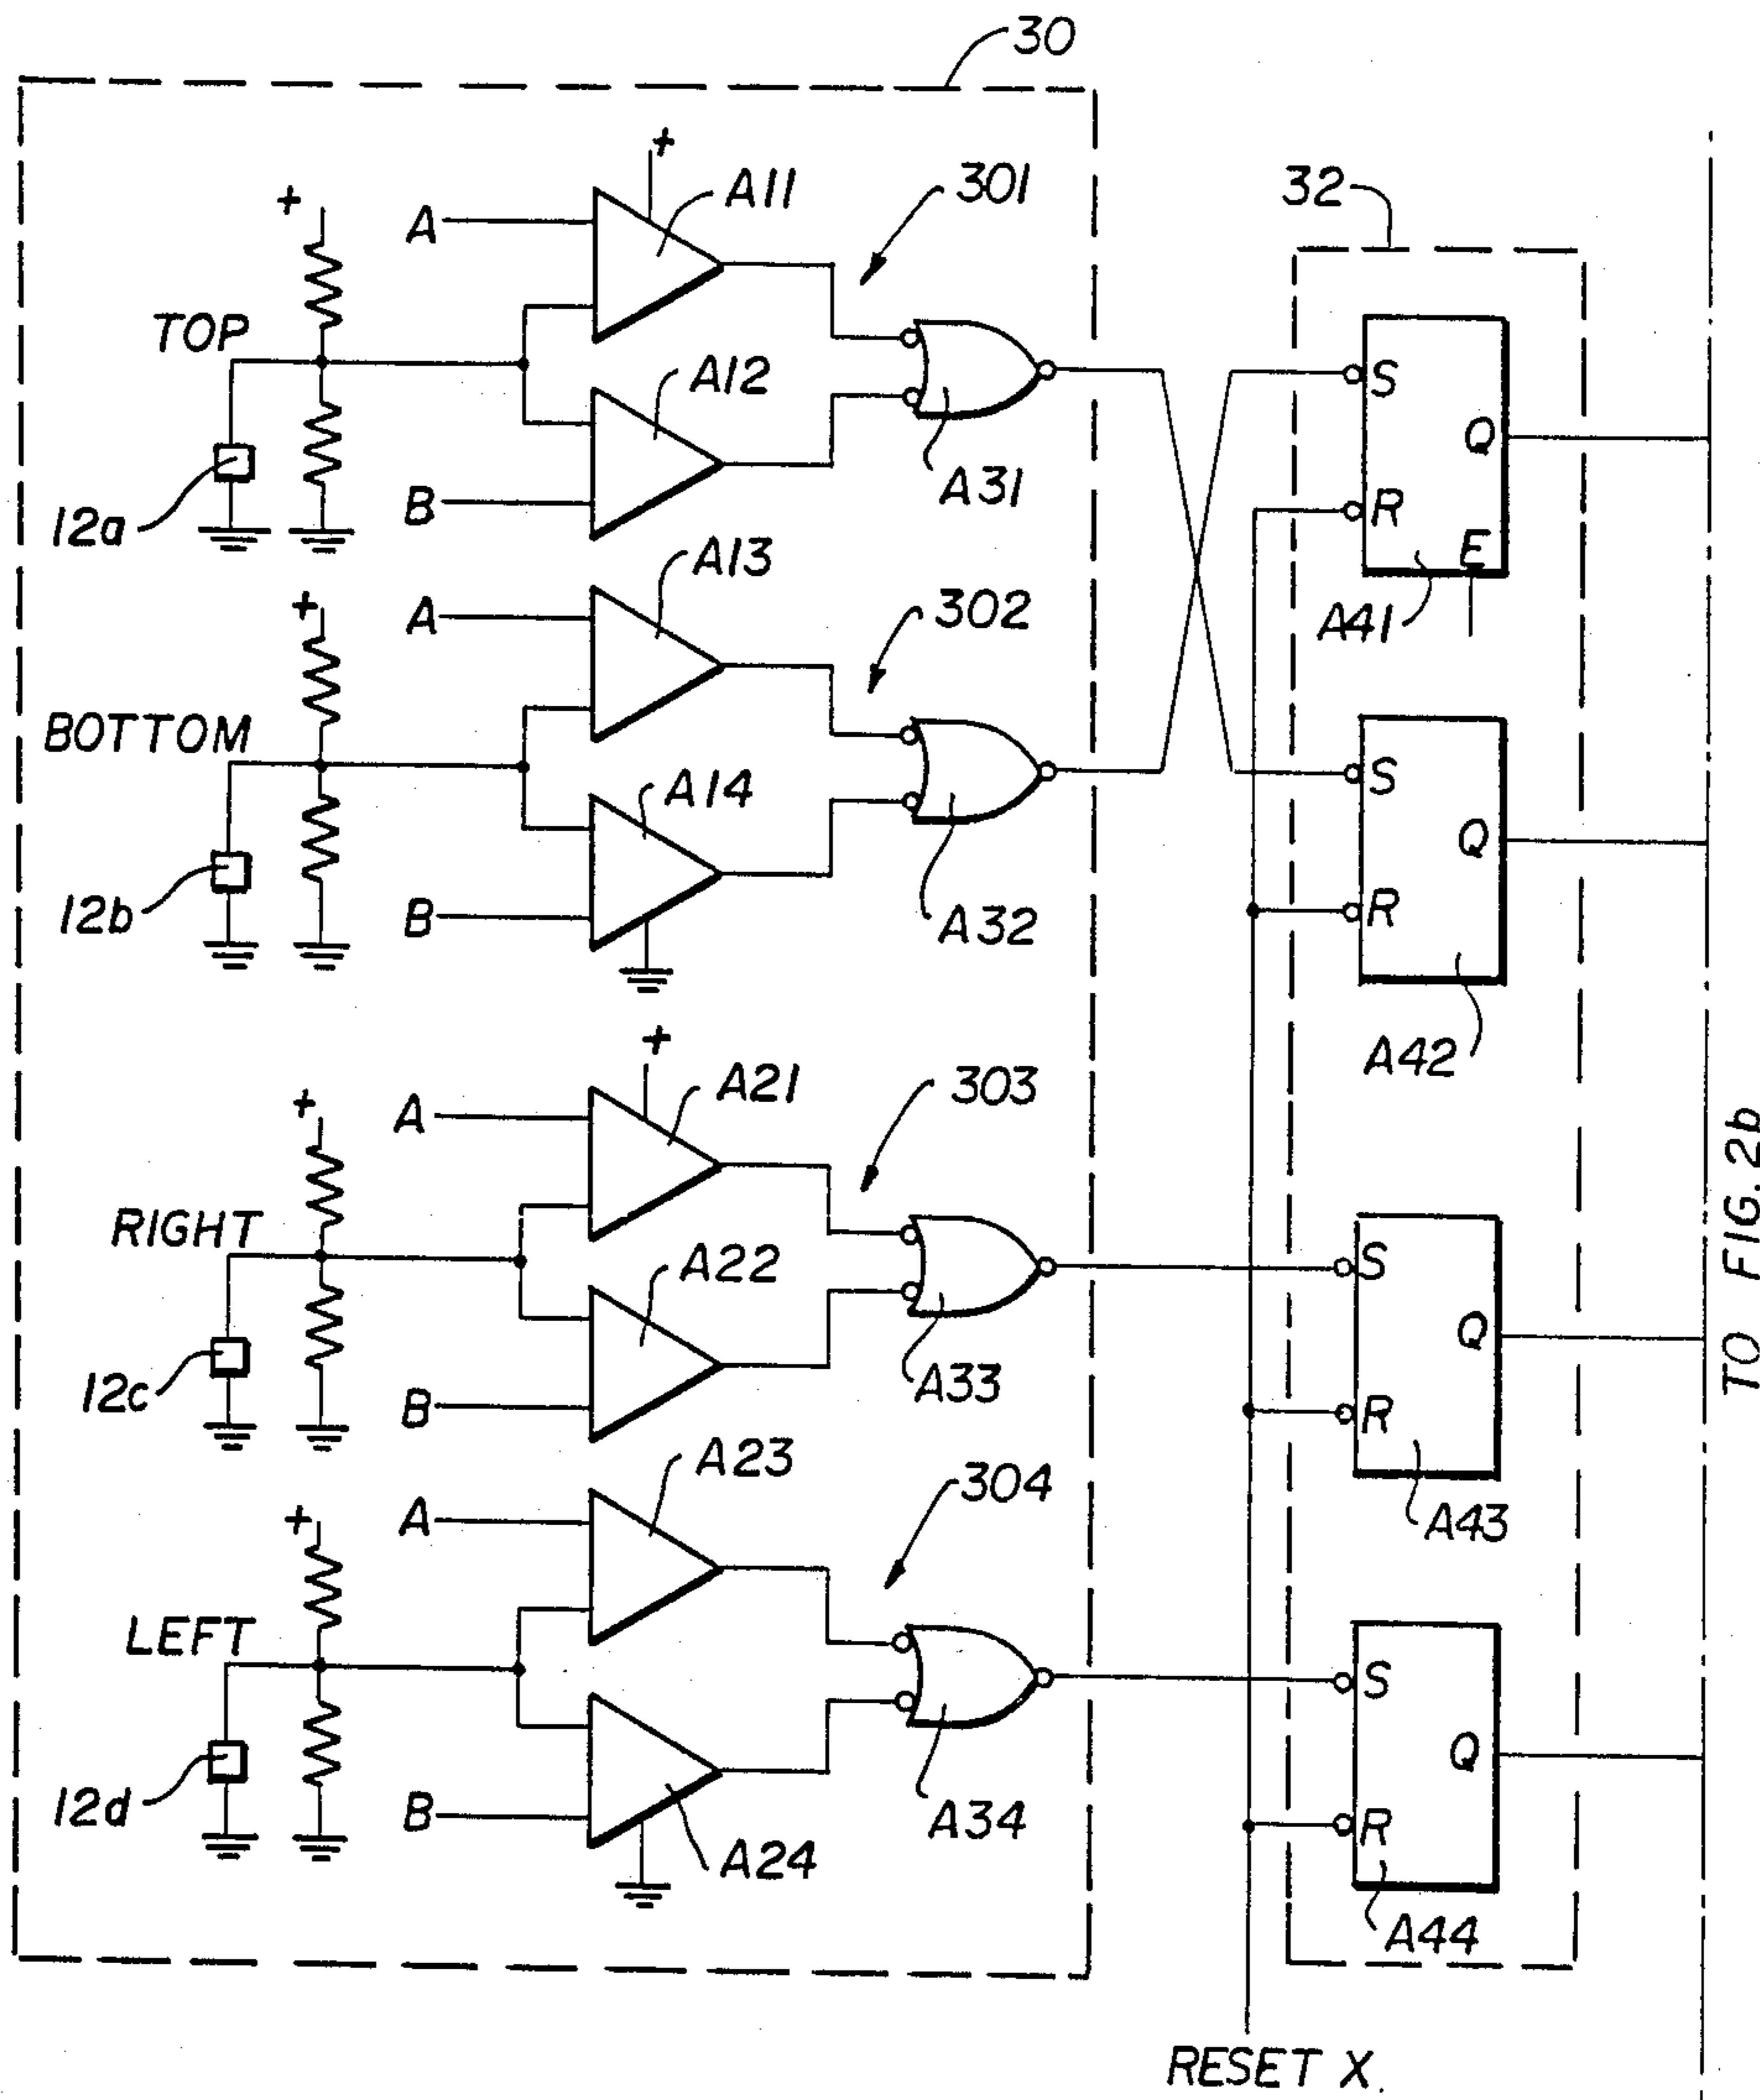 30
+
A11
301
+
A
32
TOP
A12
S
Q
A31
12a
B
R
A13
E
+
A
302
A41
BOTTOM
A14
S
Q
12b
B
A32
R
+
A21
303
A42
+
A
RIGHT
A22
S
Q
TO FIG. 2b
12c
B
A33
R
A23
304
A43
+
A
LEFT
S
Q
12d
B
A34
R
A24
A44
RESET X.